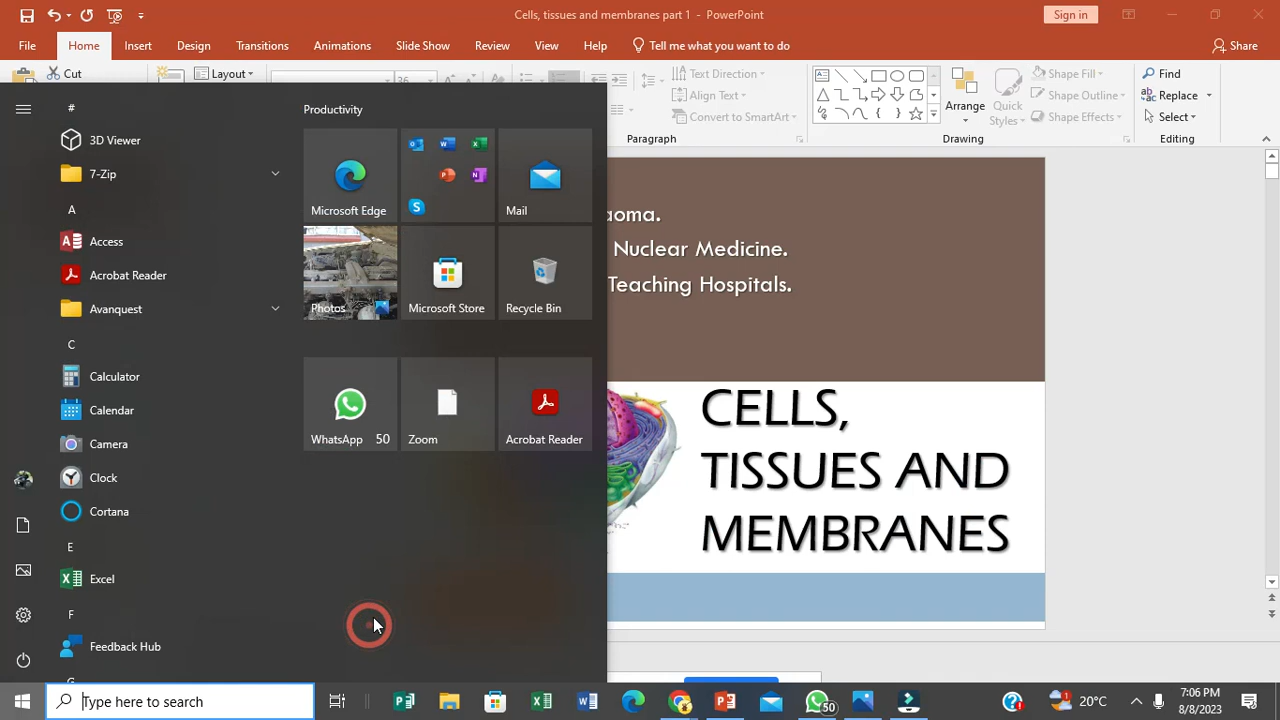 Cells, tissues and membranes part 1 - PowerPoint
Sign in
File Home Insert Design Transitions Animations Slide Show Review View Help Tell me what you want to do Share
Cut Layout 36 Text Direction Shape Fill Find
Align Text Arrange Quick Styles Shape Outline Replace
Convert to SmartArt Shape Effects Select
Paragraph Drawing Editing
#
3D Viewer
7-Zip
A
Access
Acrobat Reader
Avanquest
C
Calculator
Calendar
Camera
Clock
Cortana
E
Excel
F
Feedback Hub
Productivity
Microsoft Edge
Mail
Photos
Microsoft Store
Recycle Bin
WhatsApp 50
Zoom
Acrobat Reader
Nuclear Medicine.
Teaching Hospitals.
CELLS,
TISSUES AND
MEMBRANES
Type here to search
50
20°C
7:06 PM
8/8/2023